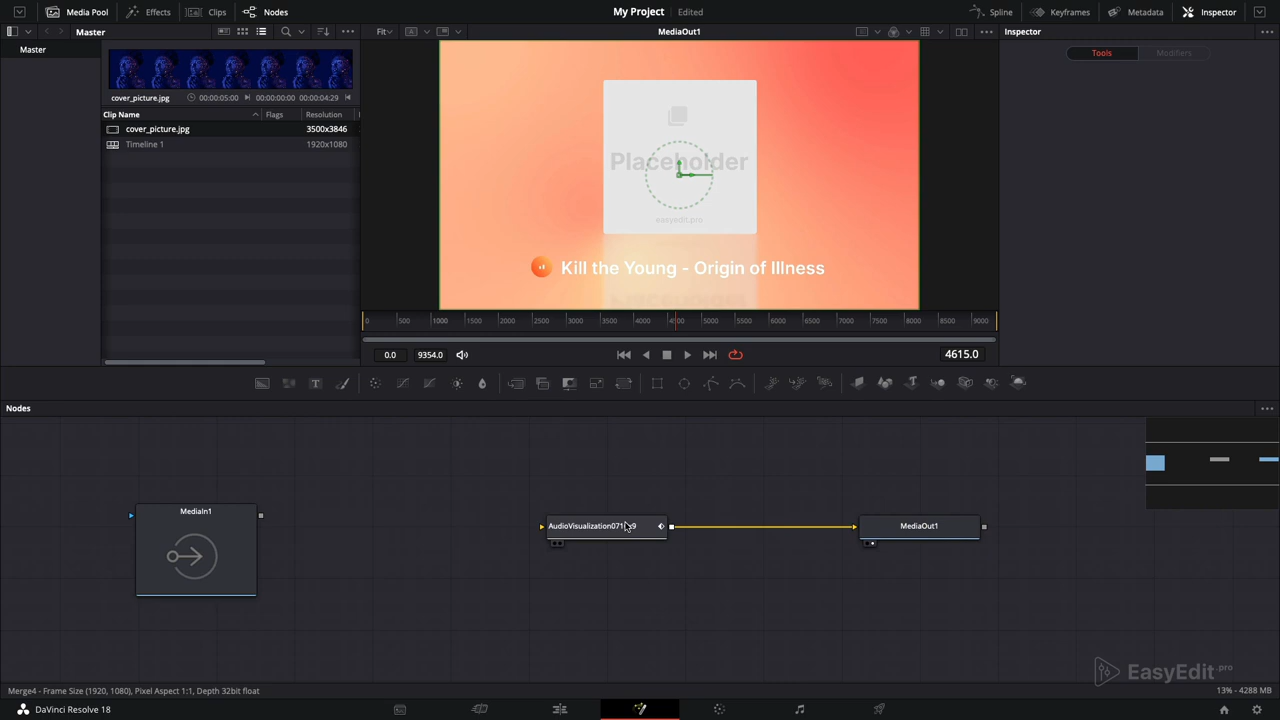 Media Pool Effects Clips Nodes My Project Edited Spline Keyframes Metadata Inspector
Master Fit MediaOut1 Inspector
Master
Tools Modifiers
cover_picture.jpg 00:00:05:00 00:00:00:00 00:00:04:29
Clip Name Flags Resolution
cover_picture.jpg 3500x3846
Timeline 1 1920x1080
Placeholder
easyedit.pro
Kill the Young - Origin of Illness
0 500 1000 1500 2000 2500 3000 3500 4000 4500 5000 5500 6000 6500 7000 7500 8000 8500 9000
0.0 9354.0 4615.0
T T
Nodes
MediaIn1
MediaOut1
EasyEdit.pro
Merge4 - Frame Size (1920, 1080), Pixel Aspect 1:1, Depth 32bit float 13% - 4288 MB
DaVinci Resolve 18